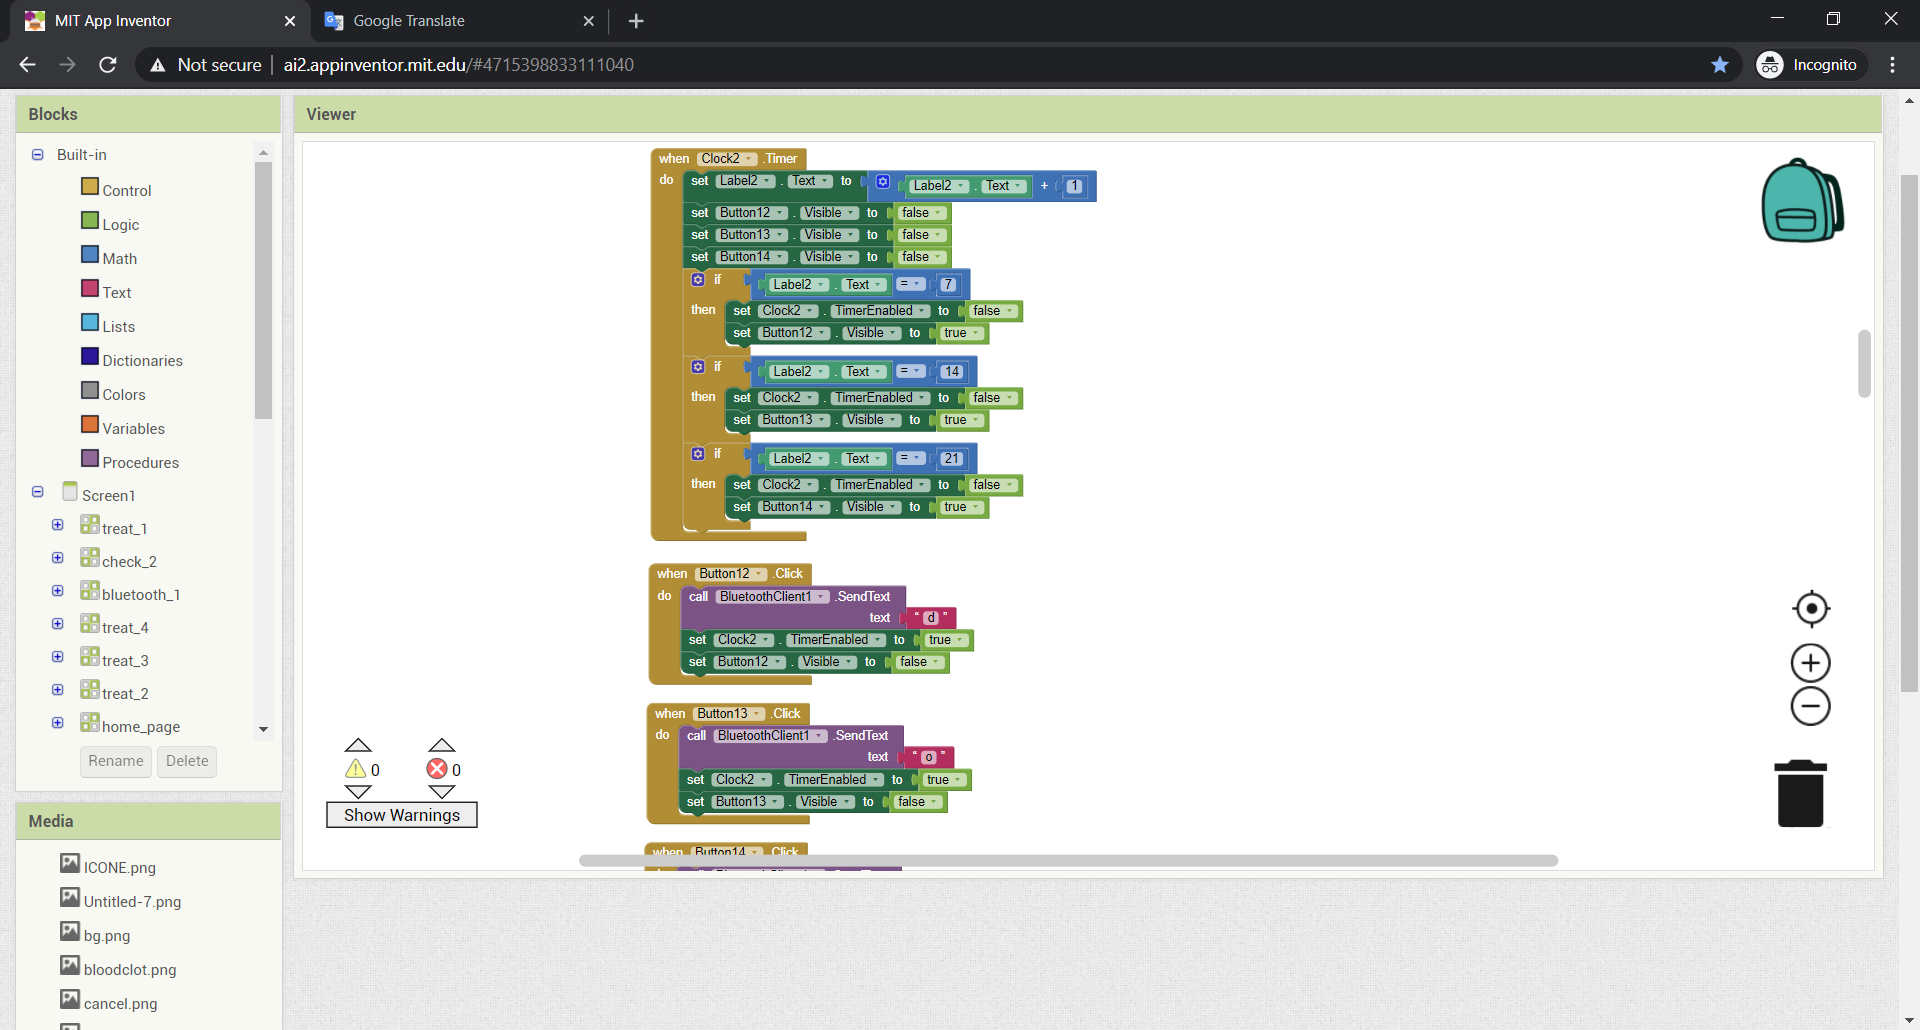 MIT App Inventor
Google Translate
Not secure ai2.appinventor.mit.edu/#4715398833111040 Incognito
Blocks
Built-in
Control
Logic
Math
Text
Lists
Dictionaries
Colors
Variables
Procedures
Screen1
treat_1
check_2
bluetooth_1
treat_4
treat_3
treat_2
home_page
Rename Delete
Media
ICONE.png
Untitled-7.png
bg.png
bloodclot.png
cancel.png
Viewer
when Clock2 .Timer
do set Label2 . Text to Label2 . Text + 1
set Button12 . Visible to false
set Button13 . Visible to false
set Button14 . Visible to false
if Label2 . Text = 7
then set Clock2 . TimerEnabled to false
set Button12 . Visible to true
if Label2 . Text = 14
then set Clock2 . TimerEnabled to false
set Button13 . Visible to true
if Label2 . Text = 21
then set Clock2 . TimerEnabled to false
set Button14 . Visible to true
when Button12 .Click
do call BluetoothClient1 .SendText
text “ d ”
set Clock2 . TimerEnabled to true
set Button12 . Visible to false
when Button13 .Click
do call BluetoothClient1 .SendText
text “ o ”
set Clock2 . TimerEnabled to true
set Button13 . Visible to false
when Button14 .Click
0 0
Show Warnings